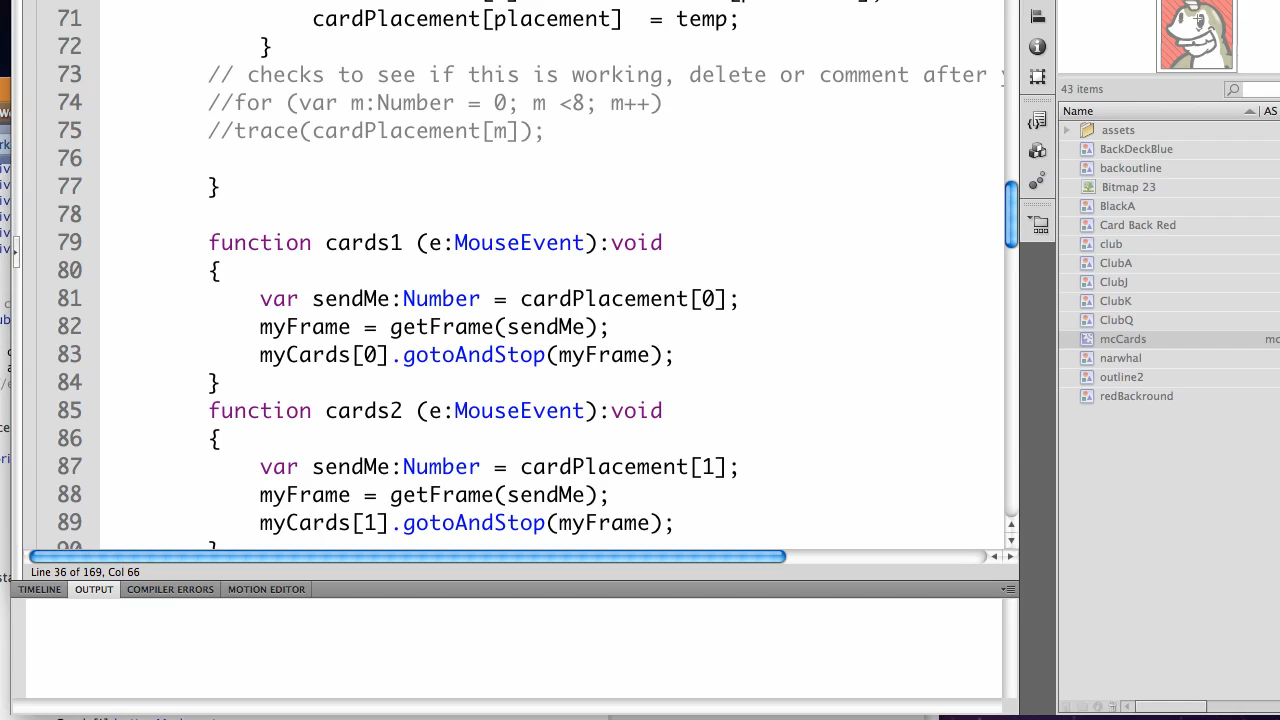 71 cardPlacement[placement] = temp;
72 }
73 // checks to see if this is working, delete or comment after
74 //for (var m:Number = 0; m <8; m++)
75 //trace(cardPlacement[m]);
76
77 }
78
79 function cards1 (e:MouseEvent):void
80 {
81 var sendMe:Number = cardPlacement[0];
82 myFrame = getFrame(sendMe);
83 myCards[0].gotoAndStop(myFrame);
84 }
85 function cards2 (e:MouseEvent):void
86 {
87 var sendMe:Number = cardPlacement[1];
88 myFrame = getFrame(sendMe);
89 myCards[1].gotoAndStop(myFrame);
90 }
Line 36 of 169, Col 66
TIMELINE OUTPUT COMPILER ERRORS MOTION EDITOR
43 items
Name AS
assets
BackDeckBlue
backoutline
Bitmap 23
BlackA
Card Back Red
club
ClubA
ClubJ
ClubK
ClubQ
mcCards mc
narwhal
outline2
redBackround